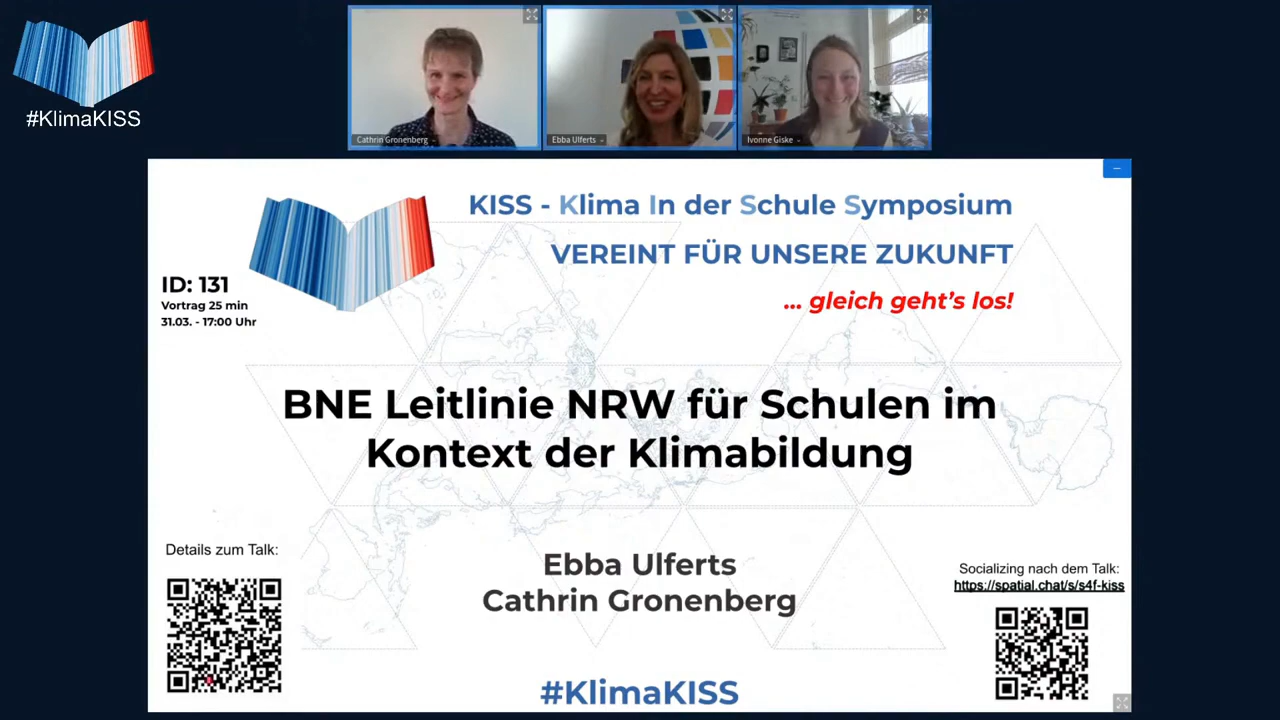 #KlimaKISS
Cathrin Gronenberg
Ebba Ulferts
Ivonne Giske
KISS - Klima In der Schule Symposium
VEREINT FÜR UNSERE ZUKUNFT
... gleich geht's los!
ID: 131
Vortrag 25 min
31.03. - 17:00 Uhr
BNE Leitlinie NRW für Schulen im
Kontext der Klimabildung
Details zum Talk:
Ebba Ulferts
Cathrin Gronenberg
Socializing nach dem Talk:
https://spatial.chat/s/s4f-kiss
#KlimaKISS